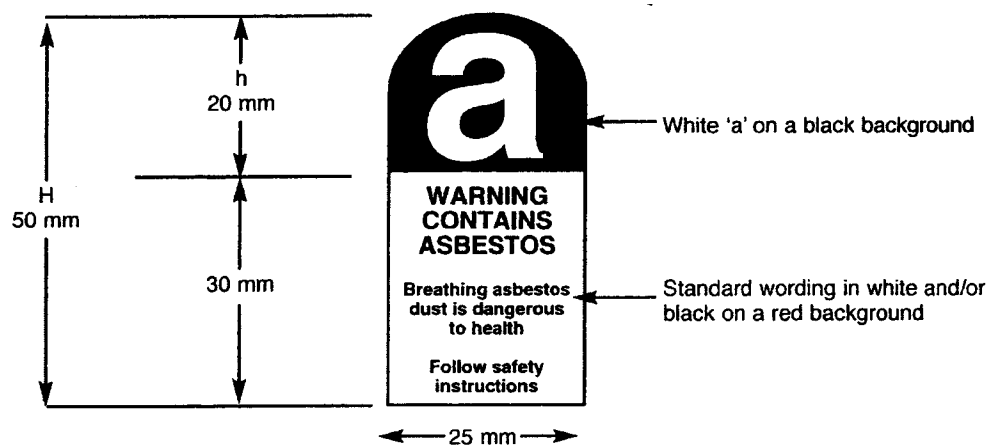 h
20 mm
H
50 mm
30 mm
a
WARNING
CONTAINS
ASBESTOS
Breathing asbestos
dust is dangerous
to health
Follow safety
instructions
White ‘a’ on a black background
Standard wording in white and/or
black on a red background
25 mm